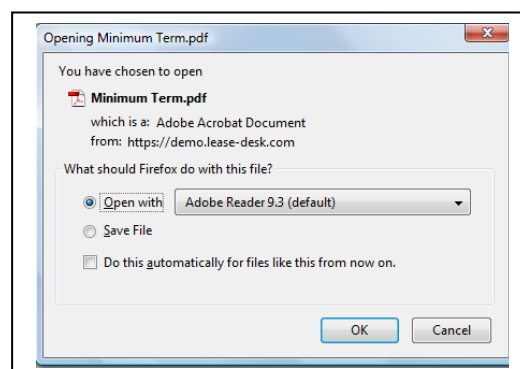 Opening Minimum Term.pdf
You have chosen to open
Minimum Term.pdf
which is a: Adobe Acrobat Document
from: https://demo.lease-desk.com
What should Firefox do with this file?
Open with Adobe Reader 9.3 (default)
Save File
Do this automatically for files like this from now on.
OK Cancel